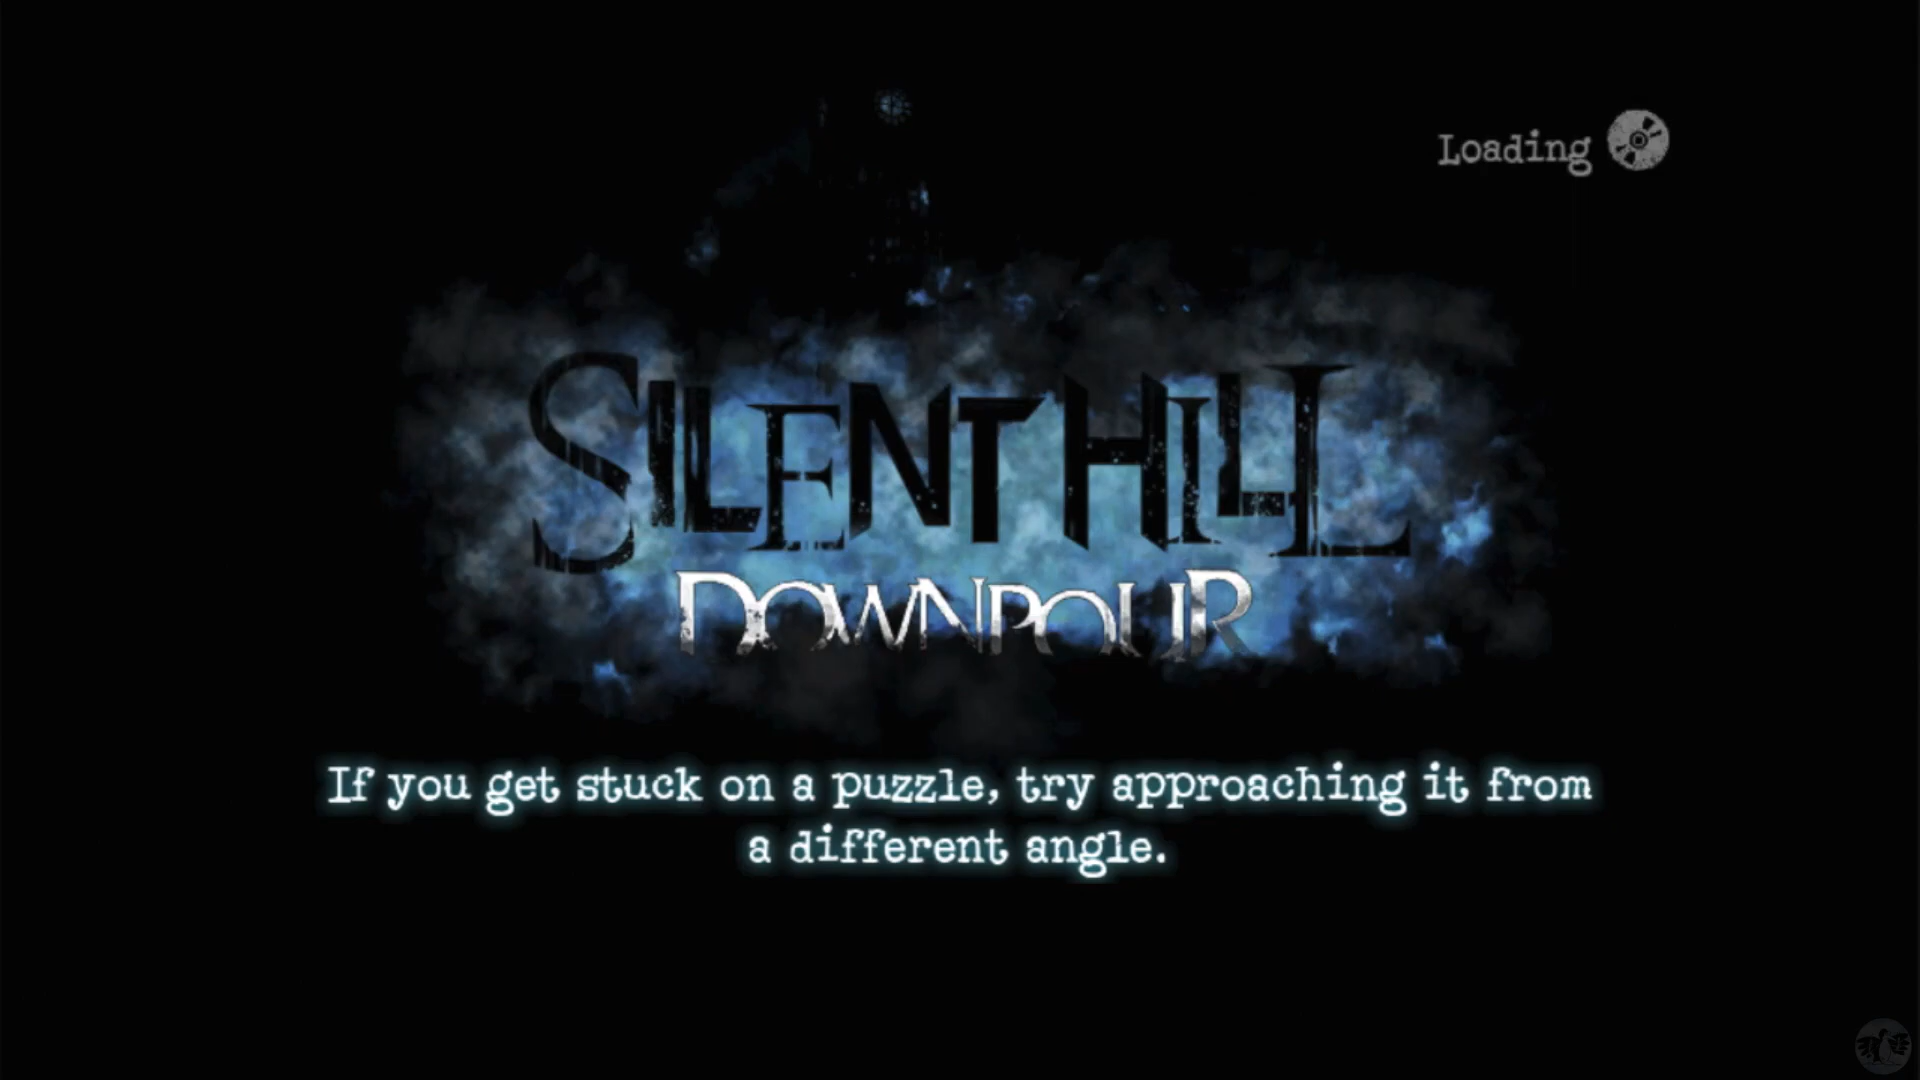 Loading
SILENT HILL
DOWNPOUR
If you get stuck on a puzzle, try approaching it from
a different angle.